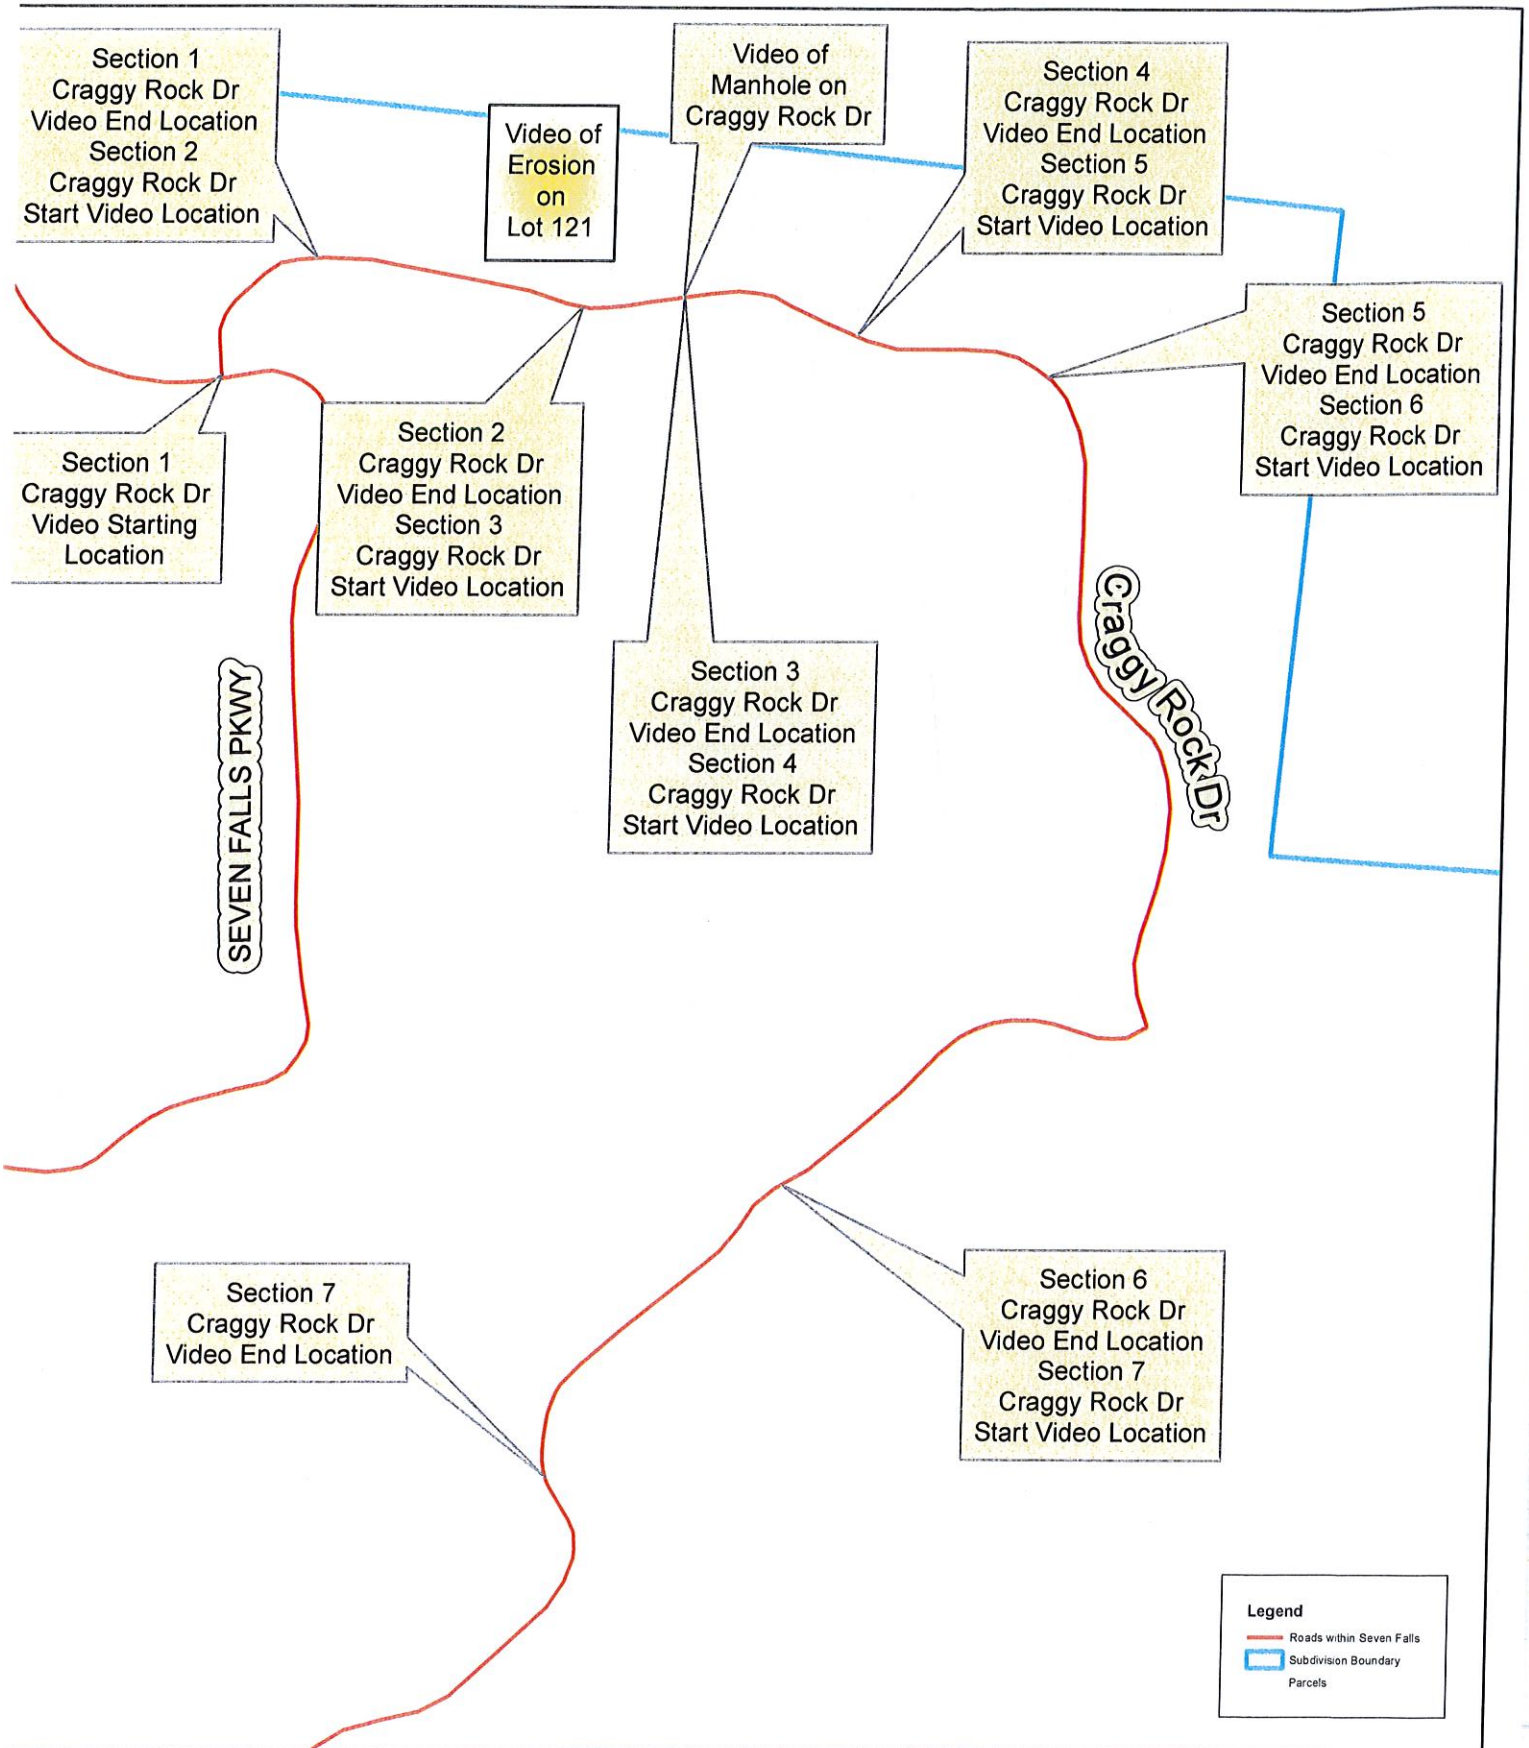 Section 1
Craggy Rock Dr
Video End Location
Section 2
Craggy Rock Dr
Start Video Location
Video of
Erosion
on
Lot 121
Video of
Manhole on
Craggy Rock Dr
Section 4
Craggy Rock Dr
Video End Location
Section 5
Craggy Rock Dr
Start Video Location
Section 5
Craggy Rock Dr
Video End Location
Section 6
Craggy Rock Dr
Start Video Location
Section 1
Craggy Rock Dr
Video Starting
Location
Section 2
Craggy Rock Dr
Video End Location
Section 3
Craggy Rock Dr
Start Video Location
Section 3
Craggy Rock Dr
Video End Location
Section 4
Craggy Rock Dr
Start Video Location
SEVEN FALLS PKWY
Craggy Rock Dr
Section 7
Craggy Rock Dr
Video End Location
Section 6
Craggy Rock Dr
Video End Location
Section 7
Craggy Rock Dr
Start Video Location
Legend
Roads within Seven Falls
Subdivision Boundary
Parcels